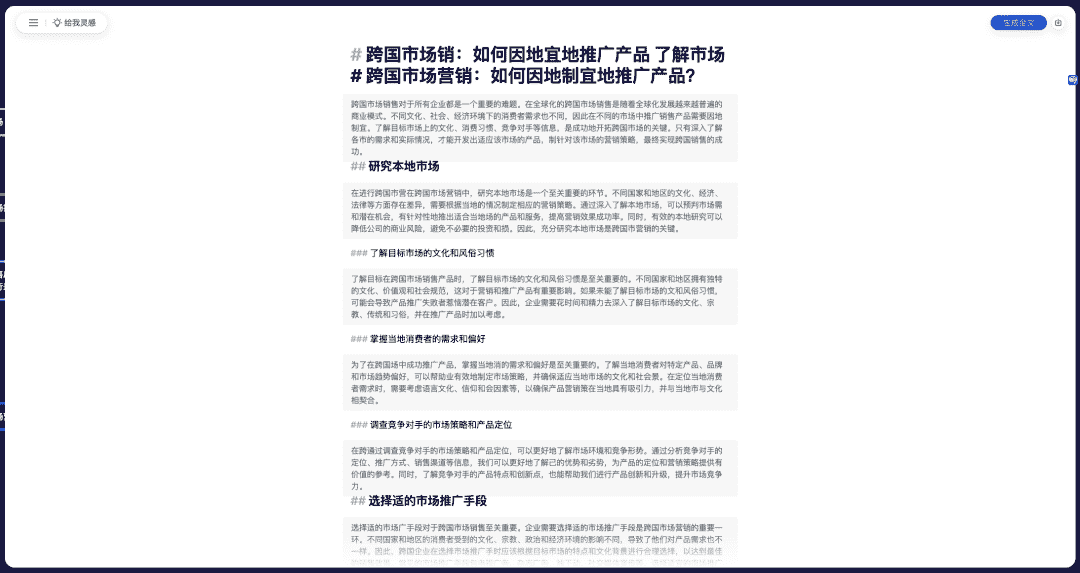 给我灵感
生成全文
# 跨国市场销：如何因地宜地推广产品 了解市场
# 跨国市场营销：如何因地制宜地推广产品?
跨国市场销售对于所有企业都是一个重要的难题。在全球化的跨国市场销售是随着全球化发展越来越普遍的
商业模式。不同文化、社会、经济环境下的消费者需求也不同。因此在不同的市场中推广销售产品需要因地
制宜。了解目标市场上的文化、消费习惯、竞争对手等信息，是成功地开拓跨国市场的关键。只有深入了解
各市的需求和实际情况，才能开发出适应该市场的产品，制针对该市场的营销策略，最终实现跨国销售的成
功。
## 研究本地市场
在进行跨国市营在跨国市场营销中，研究本地市场是一个至关重要的环节。不同国家和地区的文化、经济、
法律等方面存在差异，需要根据当地的情况制定相应的营销策略。通过深入了解本地市场，可以预判市场需
和潜在机会，有针对性地推出适合当地场的产品和服务，提高营销效果成功率。同时，有效的本地研究可以
降低公司的商业风险，避免不必要的投资和损。因此，充分研究本地市场是跨国市营销的关键。
### 了解目标市场的文化和风俗习惯
了解目标在跨国市场销售产品时，了解目标市场的文化和风俗习惯是至关重要的。不同国家和地区拥有独特
的文化、价值观和社会规范，这对于营销和推广产品有重要影响。如果未能了解目标市场的文和风俗习惯，
可能会导致产品推广失败者惹恼潜在客户。因此，企业需要花时间和精力去深入了解目标市场的文化、宗
教、传统和习俗，并在推广产品时加以考虑。
### 掌握当地消费者的需求和偏好
为了在跨国场中成功推广产品，掌握当地消的需求和偏好是至关重要的。了解当地消费者对特定产品、品牌
和市场趋势偏好，可以帮助业有效地制定市场策略，并确保适应当地市场的文化和社会景。在定位当地消费
者需求时，需要考虑语言文化、信仰和会因素等，以确保产品营销策在当地具有吸引力，并与当地市与文化
相契合。
### 调查竞争对手的市场策略和产品定位
在跨通过调查竞争对手的市场策略和产品定位，可以更好地了解市场环境和竞争形势。通过分析竞争对手的
定位、推广方式、销售渠道等信息，我们可以更好地了解己的优势和劣势，为产品的定位和营销策略提供有
价值的参考。同时，了解竞争对手的产品特点和创新点，也能帮助我们进行产品创新和升级，提升市场竞争
力。
## 选择适的市场推广手段
选择适的市场广手段对于跨国市场销售至关重要。企业需要选择适的市场推广手段是跨国市场营销的重要一
环。不同国家和地区的消费者受到的文化、宗教、政治和经济环境的影响不同，导致了他们对产品需求也不
一样。因此，跨国企业在选择市场推广手时应该根据目标市场的特点和文化背景进行合理选择，以达到最佳